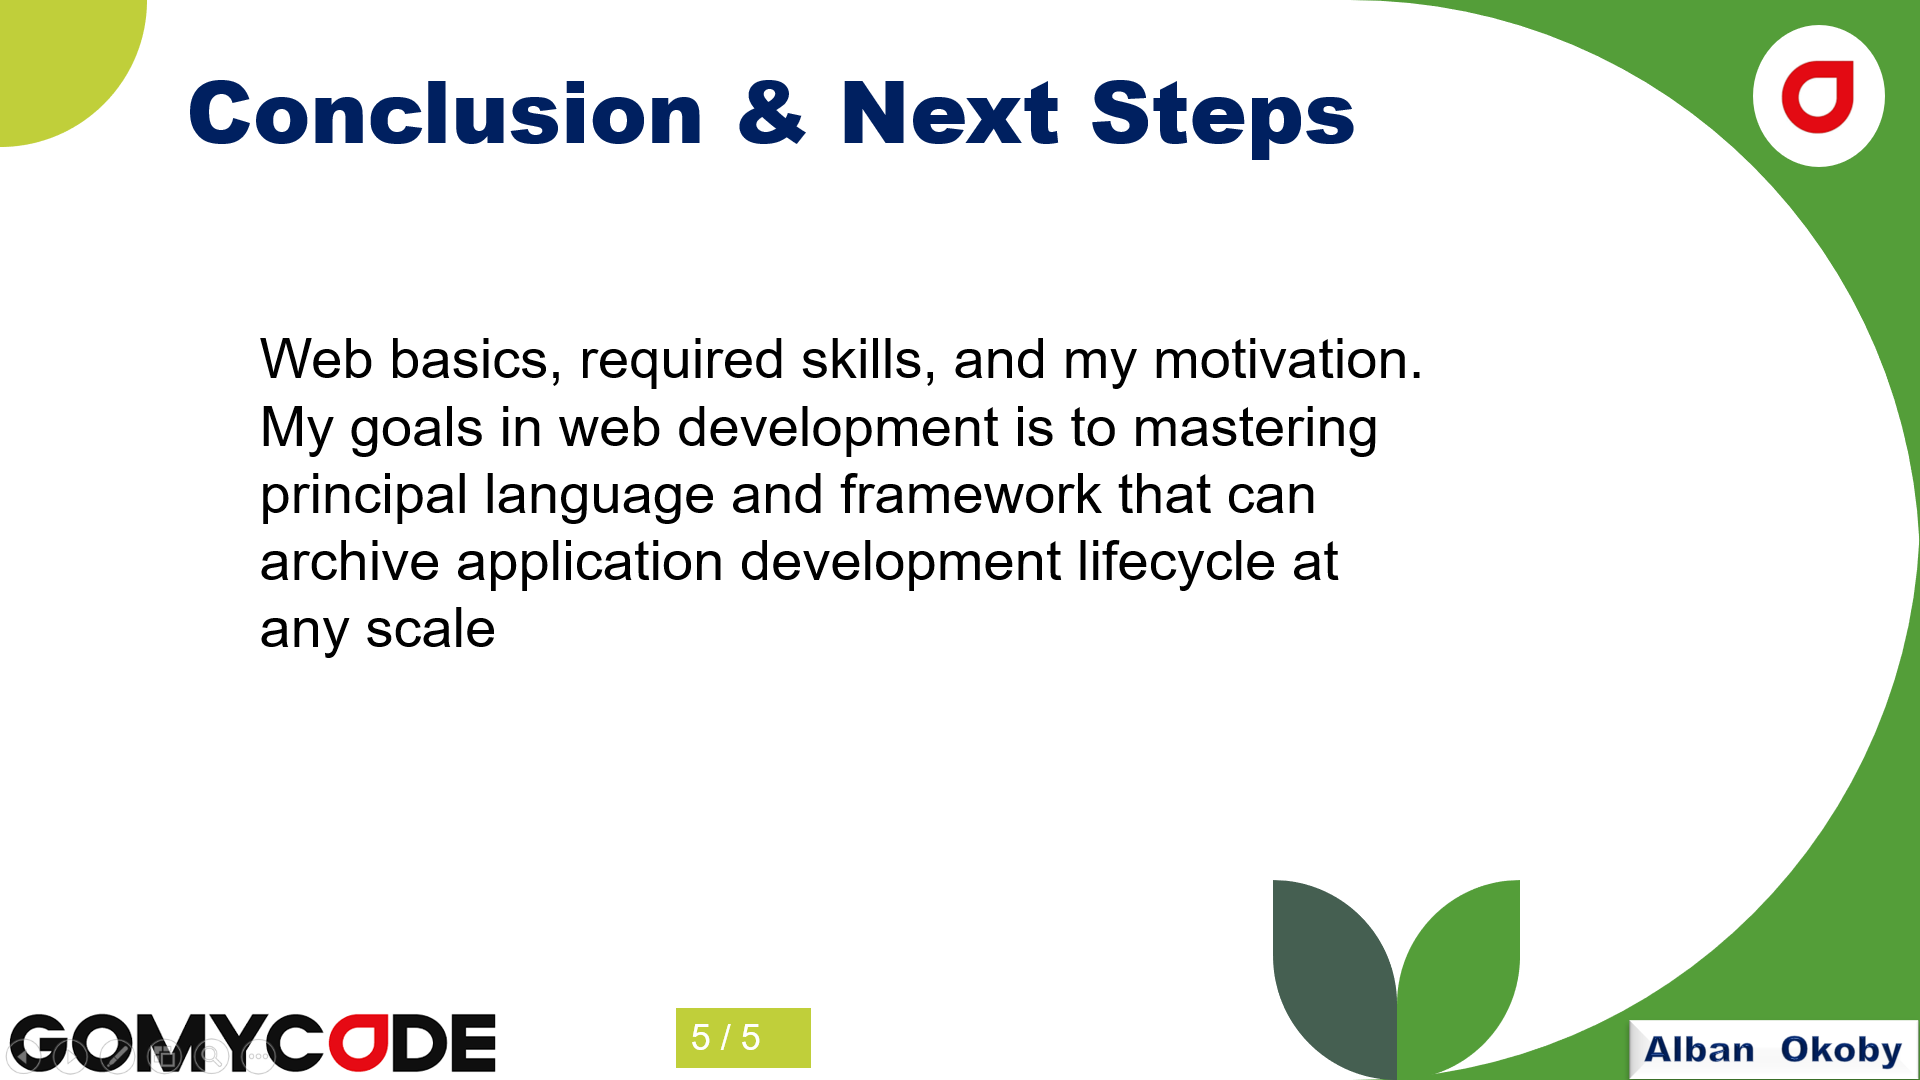 Conclusion & Next Steps
Web basics, required skills, and my motivation.
My goals in web development is to mastering
principal language and framework that can
archive application development lifecycle at
any scale
GOMYCODE
5 / 5
Alban Okoby